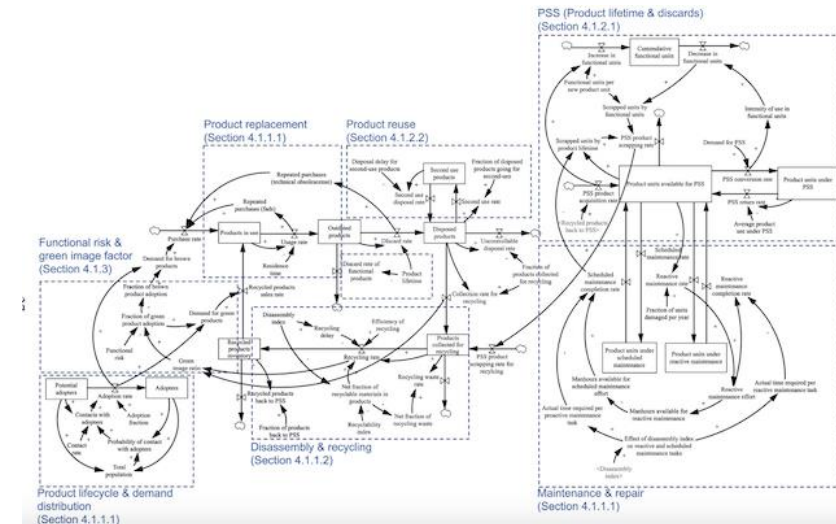 PSS (Product lifetime & discards)
(Section 4.1.2.1)
Cumulative
functional units
Increase in
functional units
Decrease in
functional units
Functional units per
new product unit
Scrapped units by
functional units
Intensity of use in
functional units
Scrapped units by
product lifetime
PSS product
scrapping rate
Demand for PSS
Product units available for PSS
PSS conversion rate
Product units under
PSS
PSS product
acquisition rate
PSS return rate
<Recycled products
back to PSS>
Average product
use under PSS
Product replacement
(Section 4.1.1.1)
Product reuse
(Section 4.1.2.2)
Repeated purchases
(technical obsolescence)
Repeated
purchases (fads)
Purchase rate
Products in use
Usage rate
Outdated
products
Residence
time
Disposal delay for
second-use products
Second use
products
Fraction of disposed
products going for
second-use
Second use
disposal rate
Second use rate
Discard rate
Disposed
products
Uncontrollable
disposal rate
Discard rate of
functional
products
Product
lifetime
Fraction of
products collected
for recycling
Collection rate for
recycling
Functional risk &
green image factor
(Section 4.1.3)
Demand for brown
products
Fraction of brown
product adoption
Fraction of green
product adoption
Demand for green
products
Recycled products
sales rate
Functional
risk
Green
image ratio
Potential
adopters
Adopters
Adoption rate
Contacts with
adopters
Adoption
fraction
Contact
rate
Probability of contact
with adopters
Total
population
Product lifecycle & demand
distribution
(Section 4.1.1.1)
Disassembly
index
Recycling
delay
Efficiency of
recycling
Recycled
products
inventory
Recycling rate
Products
collected for
recycling
PSS product
scrapping rate for
recycling
Recycled products
back to PSS
Fraction of products
back to PSS
Net fraction of
recyclable materials in
products
Recyclability
index
Recycling waste
rate
Net fraction of
recycling waste
Disassembly & recycling
(Section 4.1.1.2)
Scheduled
maintenance rate
Scheduled
maintenance
completion rate
Reactive
maintenance rate
Reactive
maintenance
completion rate
Fraction of units
damaged per year
Product units under
scheduled
maintenance
Product units under
reactive maintenance
Manhours available for
scheduled maintenance
effort
Reactive
maintenance effort
Actual time required per
reactive maintenance
task
Actual time required per
proactive maintenance
task
Manhours available for
reactive maintenance
Effect of disassembly index
on reactive and scheduled
maintenance tasks
<Disassembly
index>
Maintenance & repair
(Section 4.1.1.1)